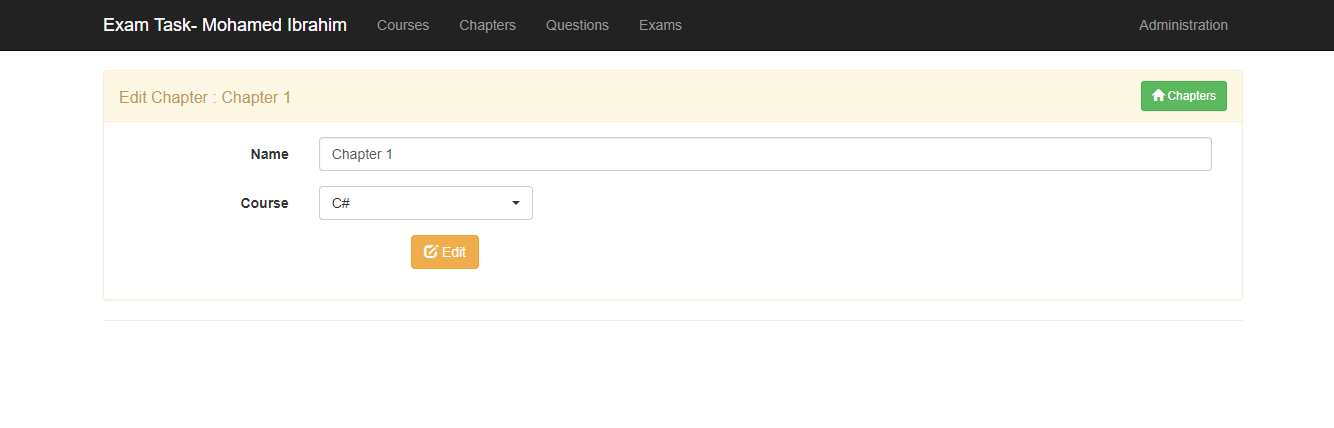 Exam Task- Mohamed Ibrahim Courses Chapters Questions Exams Administration
Edit Chapter : Chapter 1 Chapters
Name Chapter 1
Course C#
Edit